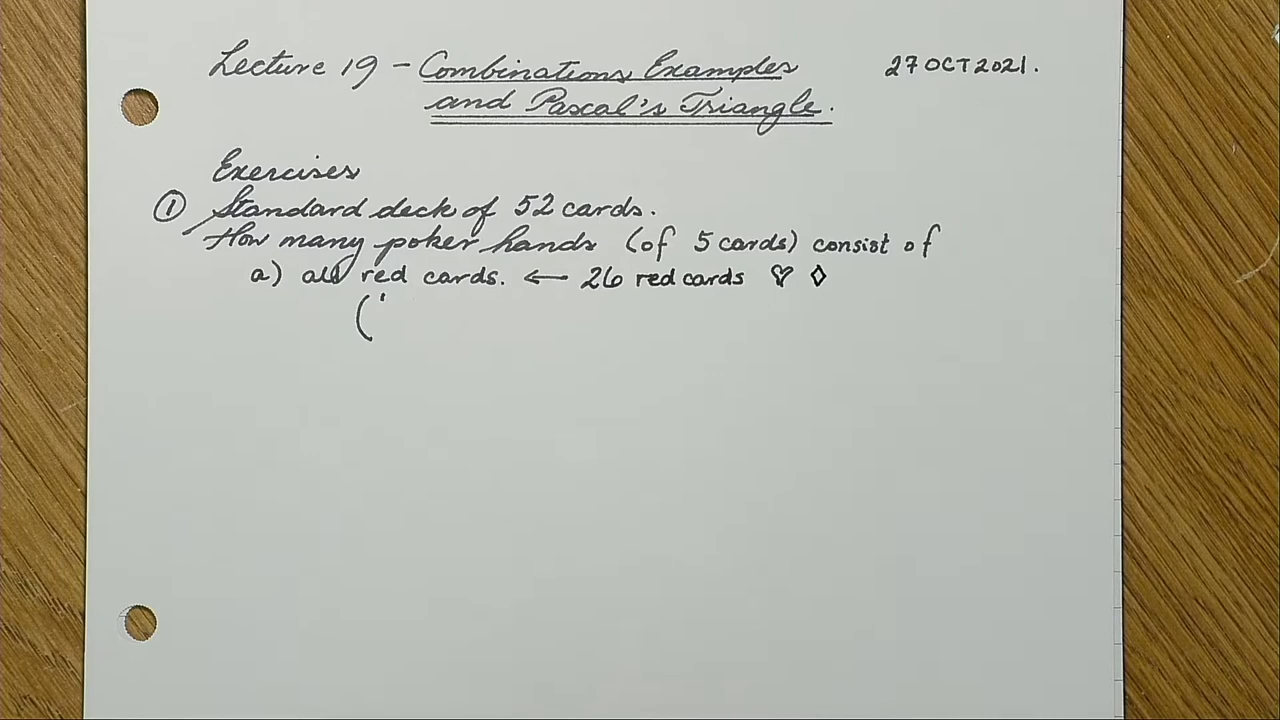 Lecture 19 - Combinations Examples 27 OCT 2021.
and Pascal's Triangle.
Exercises
① Standard deck of 52 cards.
How many poker hands (of 5 cards) consist of
a) all red cards. ← 26 red cards ♡ ◇
(